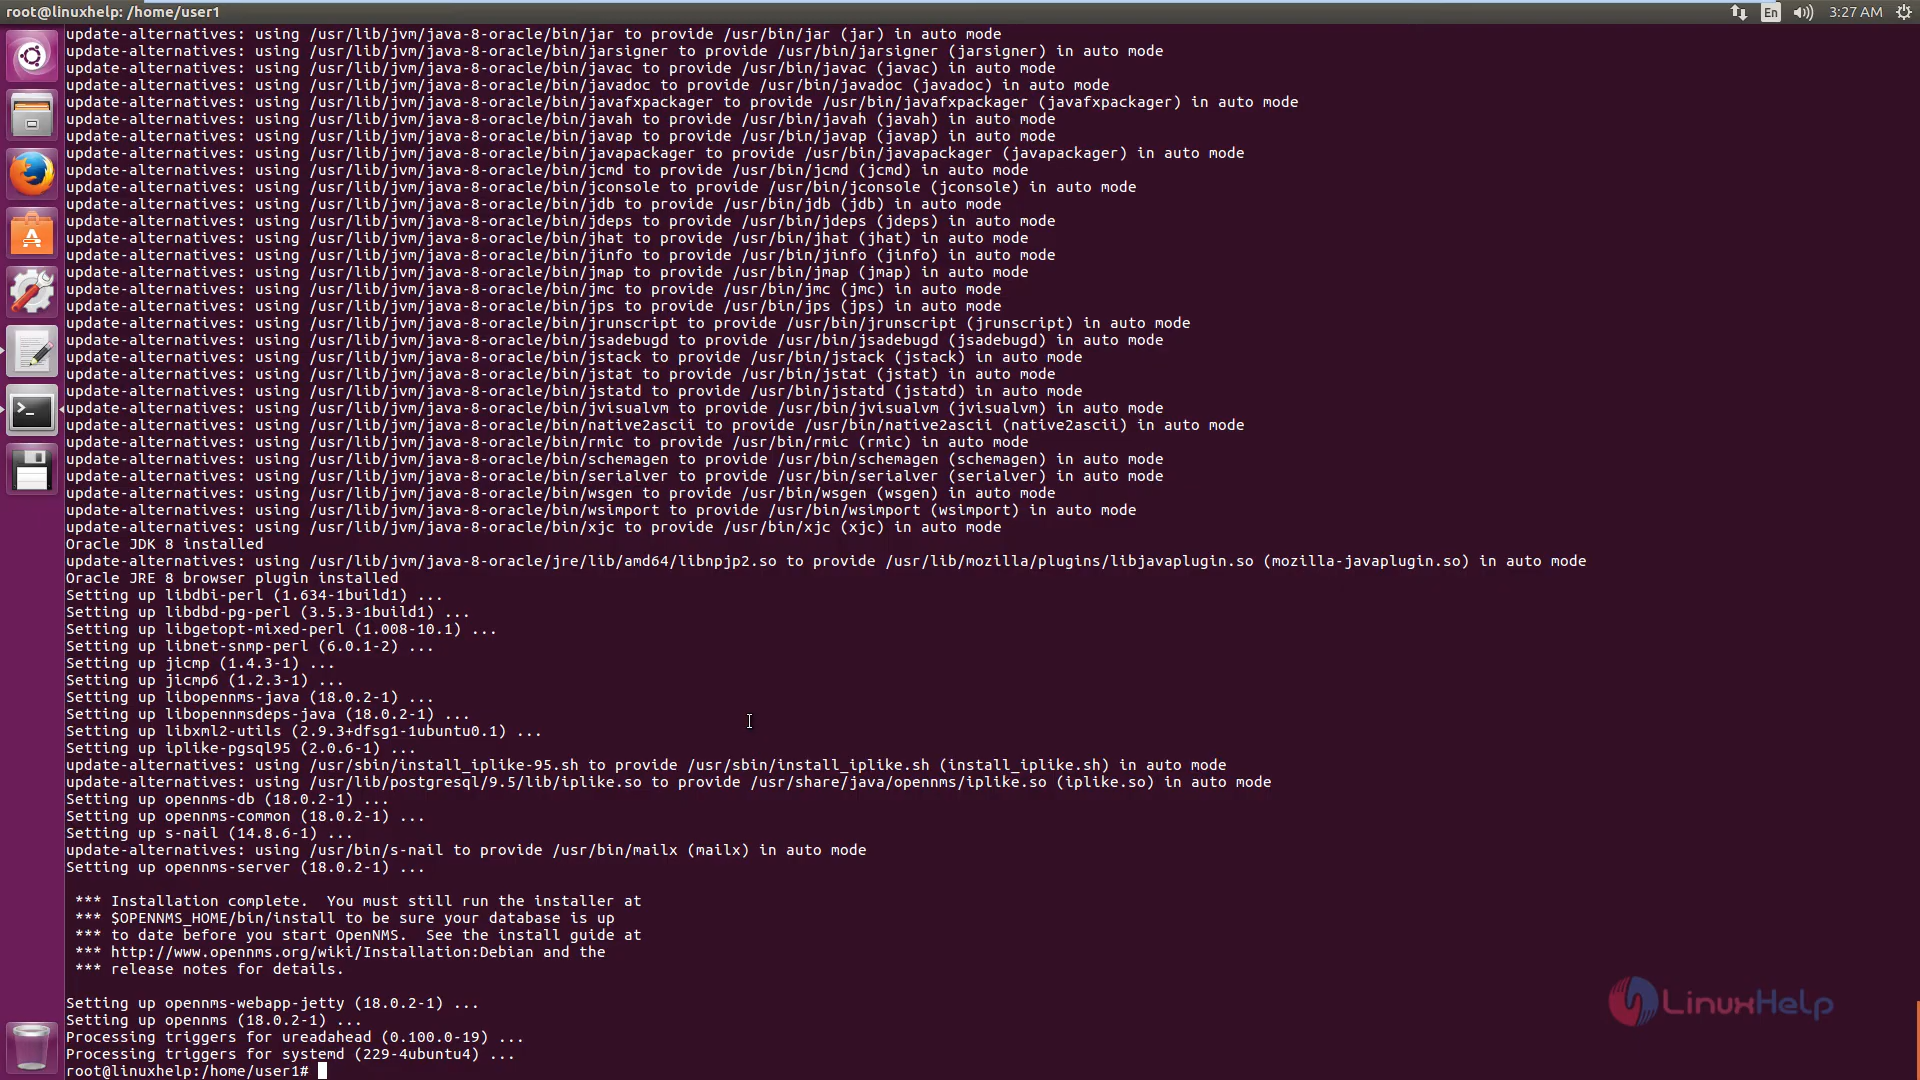 root@linuxhelp: /home/user1
En
3:27 AM
update-alternatives: using /usr/lib/jvm/java-8-oracle/bin/jar to provide /usr/bin/jar (jar) in auto mode
update-alternatives: using /usr/lib/jvm/java-8-oracle/bin/jarsigner to provide /usr/bin/jarsigner (jarsigner) in auto mode
update-alternatives: using /usr/lib/jvm/java-8-oracle/bin/javac to provide /usr/bin/javac (javac) in auto mode
update-alternatives: using /usr/lib/jvm/java-8-oracle/bin/javadoc to provide /usr/bin/javadoc (javadoc) in auto mode
update-alternatives: using /usr/lib/jvm/java-8-oracle/bin/javafxpackager to provide /usr/bin/javafxpackager (javafxpackager) in auto mode
update-alternatives: using /usr/lib/jvm/java-8-oracle/bin/javah to provide /usr/bin/javah (javah) in auto mode
update-alternatives: using /usr/lib/jvm/java-8-oracle/bin/javap to provide /usr/bin/javap (javap) in auto mode
update-alternatives: using /usr/lib/jvm/java-8-oracle/bin/javapackager to provide /usr/bin/javapackager (javapackager) in auto mode
update-alternatives: using /usr/lib/jvm/java-8-oracle/bin/jcmd to provide /usr/bin/jcmd (jcmd) in auto mode
update-alternatives: using /usr/lib/jvm/java-8-oracle/bin/jconsole to provide /usr/bin/jconsole (jconsole) in auto mode
update-alternatives: using /usr/lib/jvm/java-8-oracle/bin/jdb to provide /usr/bin/jdb (jdb) in auto mode
update-alternatives: using /usr/lib/jvm/java-8-oracle/bin/jdeps to provide /usr/bin/jdeps (jdeps) in auto mode
update-alternatives: using /usr/lib/jvm/java-8-oracle/bin/jhat to provide /usr/bin/jhat (jhat) in auto mode
update-alternatives: using /usr/lib/jvm/java-8-oracle/bin/jinfo to provide /usr/bin/jinfo (jinfo) in auto mode
update-alternatives: using /usr/lib/jvm/java-8-oracle/bin/jmap to provide /usr/bin/jmap (jmap) in auto mode
update-alternatives: using /usr/lib/jvm/java-8-oracle/bin/jmc to provide /usr/bin/jmc (jmc) in auto mode
update-alternatives: using /usr/lib/jvm/java-8-oracle/bin/jps to provide /usr/bin/jps (jps) in auto mode
update-alternatives: using /usr/lib/jvm/java-8-oracle/bin/jrunscript to provide /usr/bin/jrunscript (jrunscript) in auto mode
update-alternatives: using /usr/lib/jvm/java-8-oracle/bin/jsadebugd to provide /usr/bin/jsadebugd (jsadebugd) in auto mode
update-alternatives: using /usr/lib/jvm/java-8-oracle/bin/jstack to provide /usr/bin/jstack (jstack) in auto mode
update-alternatives: using /usr/lib/jvm/java-8-oracle/bin/jstat to provide /usr/bin/jstat (jstat) in auto mode
update-alternatives: using /usr/lib/jvm/java-8-oracle/bin/jstatd to provide /usr/bin/jstatd (jstatd) in auto mode
update-alternatives: using /usr/lib/jvm/java-8-oracle/bin/jvisualvm to provide /usr/bin/jvisualvm (jvisualvm) in auto mode
update-alternatives: using /usr/lib/jvm/java-8-oracle/bin/native2ascii to provide /usr/bin/native2ascii (native2ascii) in auto mode
update-alternatives: using /usr/lib/jvm/java-8-oracle/bin/rmic to provide /usr/bin/rmic (rmic) in auto mode
update-alternatives: using /usr/lib/jvm/java-8-oracle/bin/schemagen to provide /usr/bin/schemagen (schemagen) in auto mode
update-alternatives: using /usr/lib/jvm/java-8-oracle/bin/serialver to provide /usr/bin/serialver (serialver) in auto mode
update-alternatives: using /usr/lib/jvm/java-8-oracle/bin/wsgen to provide /usr/bin/wsgen (wsgen) in auto mode
update-alternatives: using /usr/lib/jvm/java-8-oracle/bin/wsimport to provide /usr/bin/wsimport (wsimport) in auto mode
update-alternatives: using /usr/lib/jvm/java-8-oracle/bin/xjc to provide /usr/bin/xjc (xjc) in auto mode
Oracle JDK 8 installed
update-alternatives: using /usr/lib/jvm/java-8-oracle/jre/lib/amd64/libnpjp2.so to provide /usr/lib/mozilla/plugins/libjavaplugin.so (mozilla-javaplugin.so) in auto mode
Oracle JRE 8 browser plugin installed
Setting up libdbi-perl (1.634-1build1) ...
Setting up libdbd-pg-perl (3.5.3-1build1) ...
Setting up libgetopt-mixed-perl (1.008-10.1) ...
Setting up libnet-snmp-perl (6.0.1-2) ...
Setting up jicmp (1.4.3-1) ...
Setting up jicmp6 (1.2.3-1) ...
Setting up libopennms-java (18.0.2-1) ...
Setting up libopennmsdeps-java (18.0.2-1) ...
Setting up libxml2-utils (2.9.3+dfsg1-1ubuntu0.1) ...
Setting up iplike-pgsql95 (2.0.6-1) ...
update-alternatives: using /usr/sbin/install_iplike-95.sh to provide /usr/sbin/install_iplike.sh (install_iplike.sh) in auto mode
update-alternatives: using /usr/lib/postgresql/9.5/lib/iplike.so to provide /usr/share/java/opennms/iplike.so (iplike.so) in auto mode
Setting up opennms-db (18.0.2-1) ...
Setting up opennms-common (18.0.2-1) ...
Setting up s-nail (14.8.6-1) ...
update-alternatives: using /usr/bin/s-nail to provide /usr/bin/mailx (mailx) in auto mode
Setting up opennms-server (18.0.2-1) ...
*** Installation complete.  You must still run the installer at
*** $OPENNMS_HOME/bin/install to be sure your database is up
*** to date before you start OpenNMS.  See the install guide at
*** http://www.opennms.org/wiki/Installation:Debian and the
*** release notes for details.
Setting up opennms-webapp-jetty (18.0.2-1) ...
Setting up opennms (18.0.2-1) ...
Processing triggers for ureadahead (0.100.0-19) ...
Processing triggers for systemd (229-4ubuntu4) ...
root@linuxhelp:/home/user1#
LinuxHelp